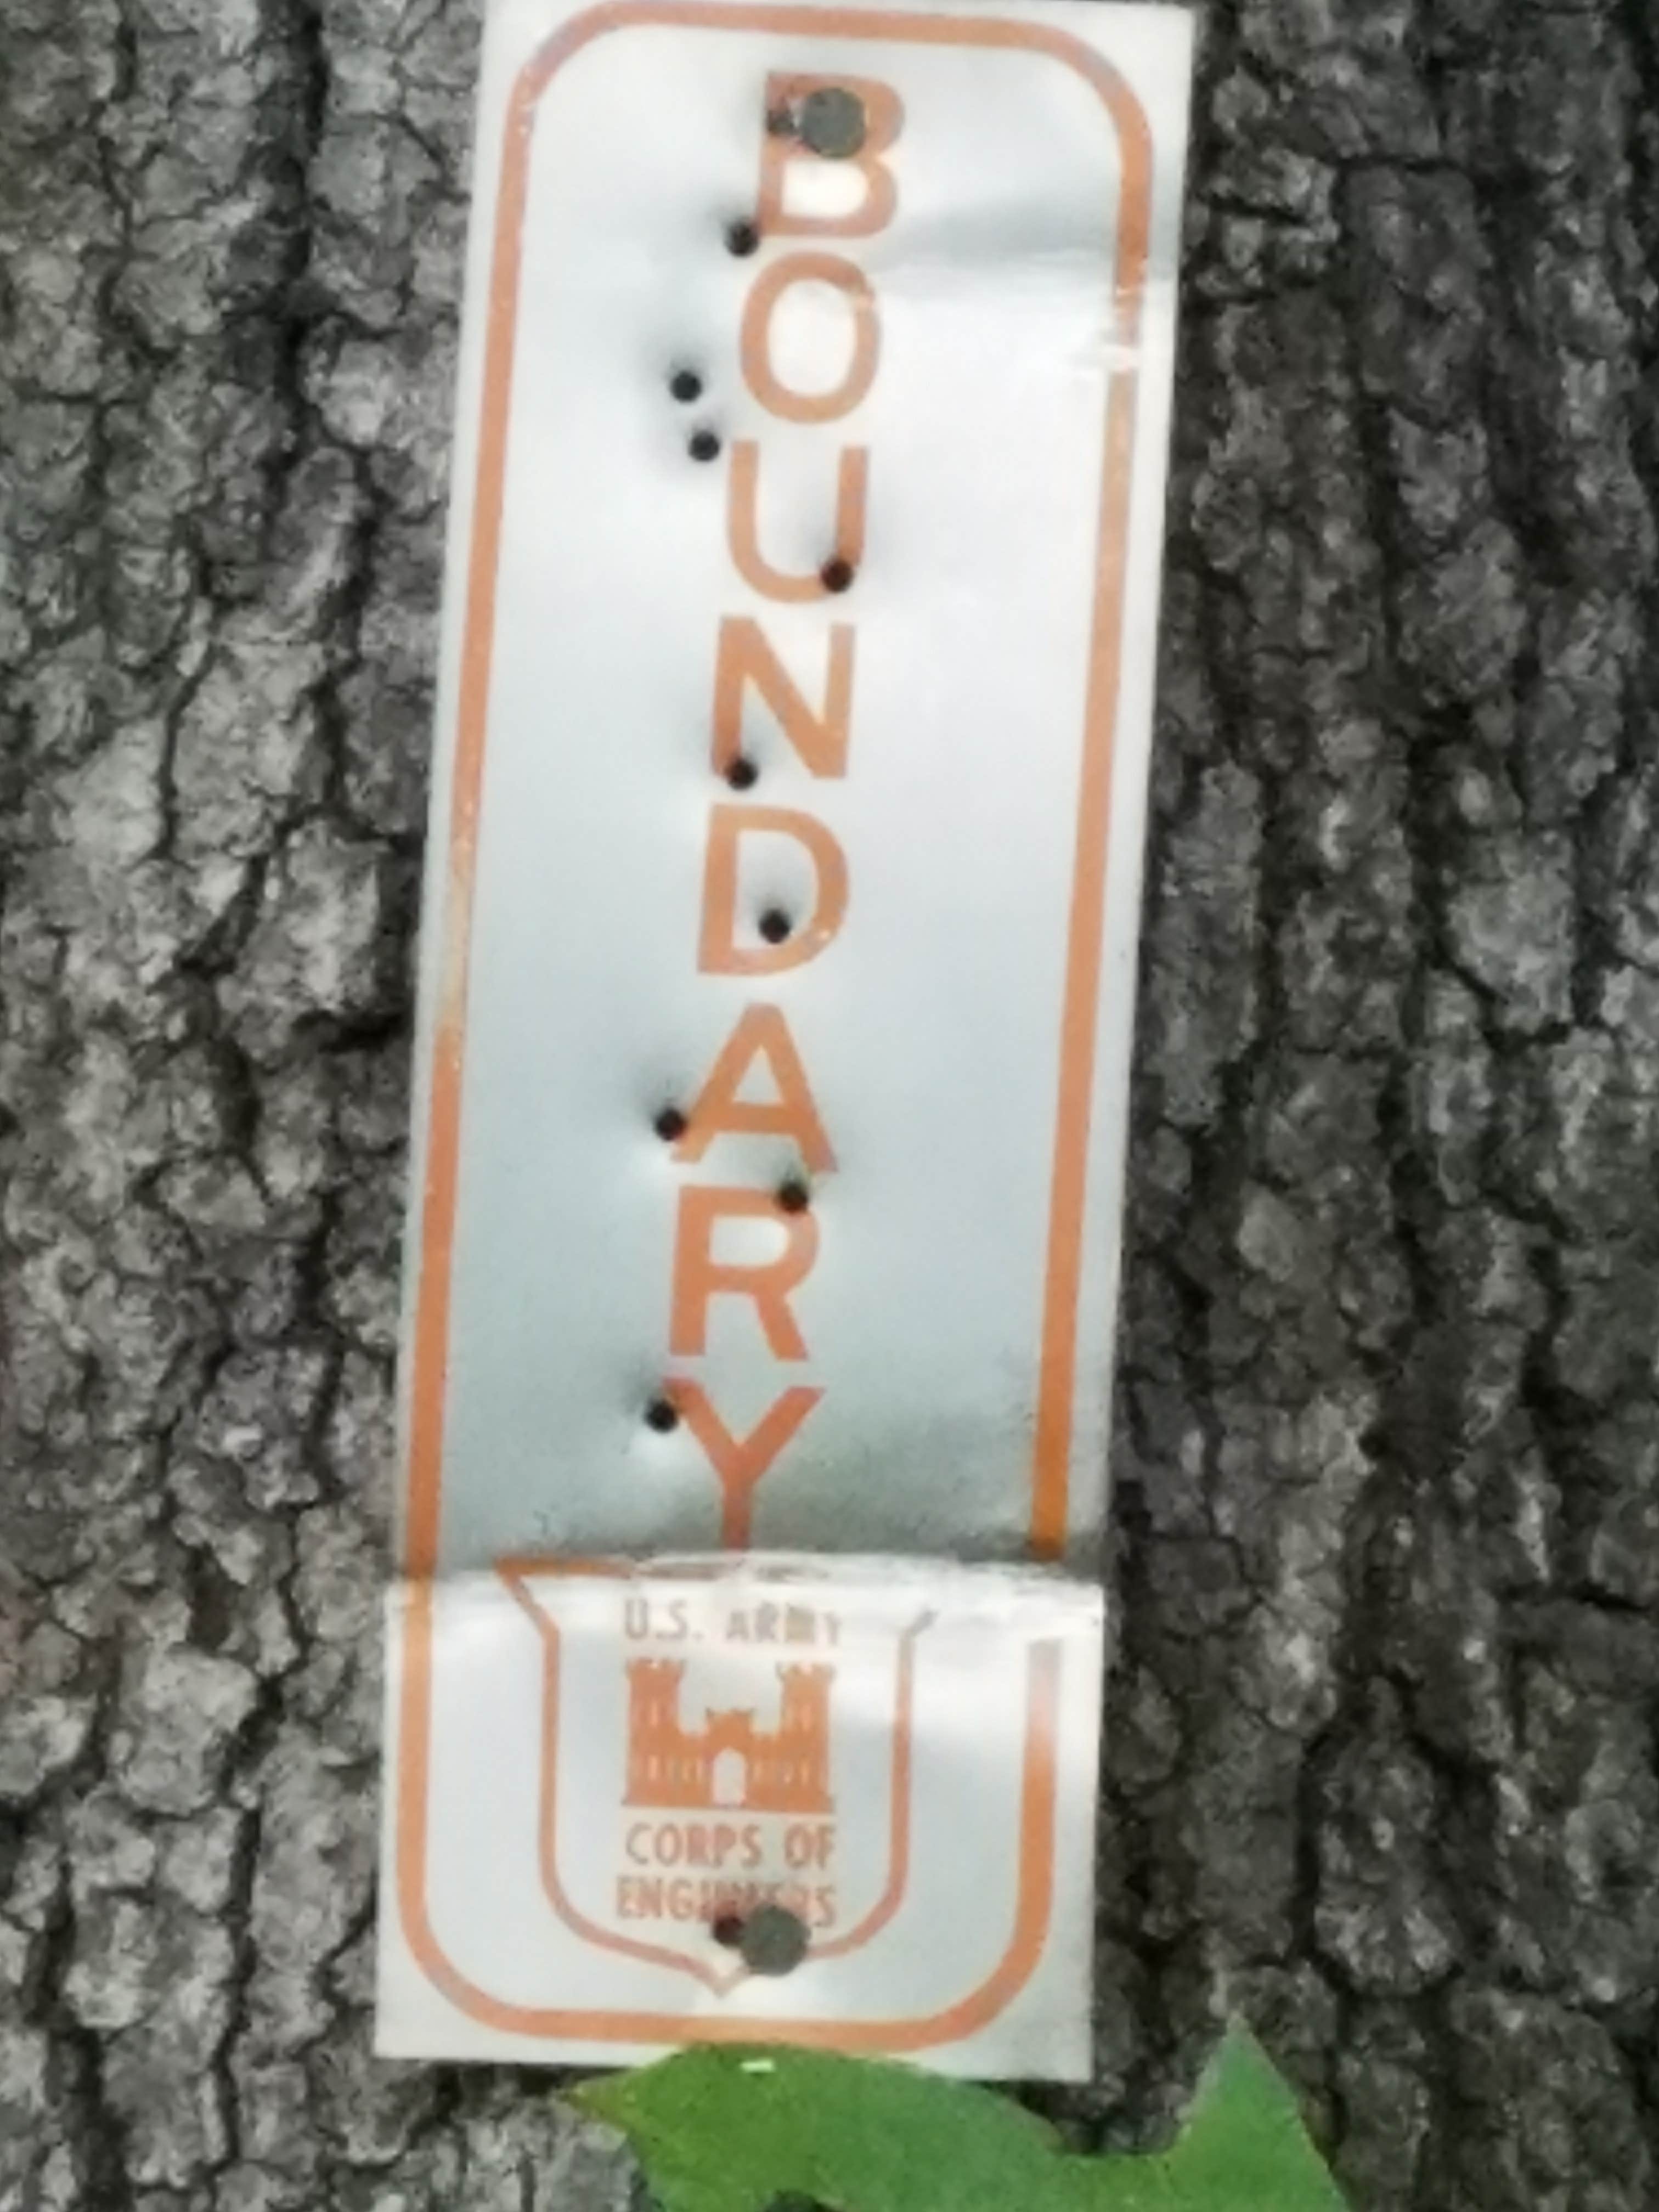 BOUNDARY
U.S. ARMY
CORPS OF
ENGINEERS